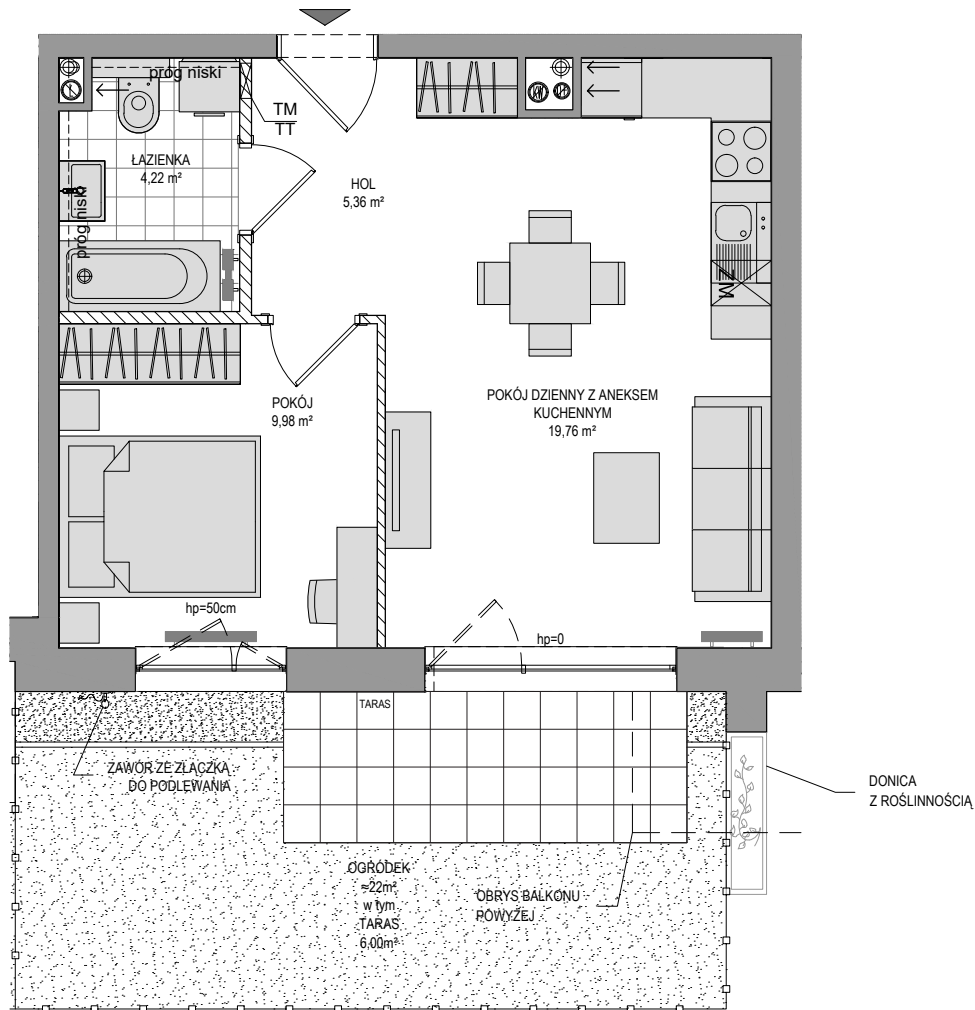 próg niski
TM
TT
ŁAZIENKA
4,22 m²
HOL
5,36 m²
próg niski
ZM
POKÓJ
9,98 m²
POKÓJ DZIENNY Z ANEKSEM
KUCHENNYM
19,76 m²
hp=50cm
hp=0
TARAS
ZAWÓR ZE ZŁĄCZKĄ
DO PODLEWANIA
DONICA
Z ROŚLINNOŚCIĄ
OGRÓDEK
≈22m²
w tym
TARAS
6,00m²
OBRYS BALKONU
POWYŻEJ